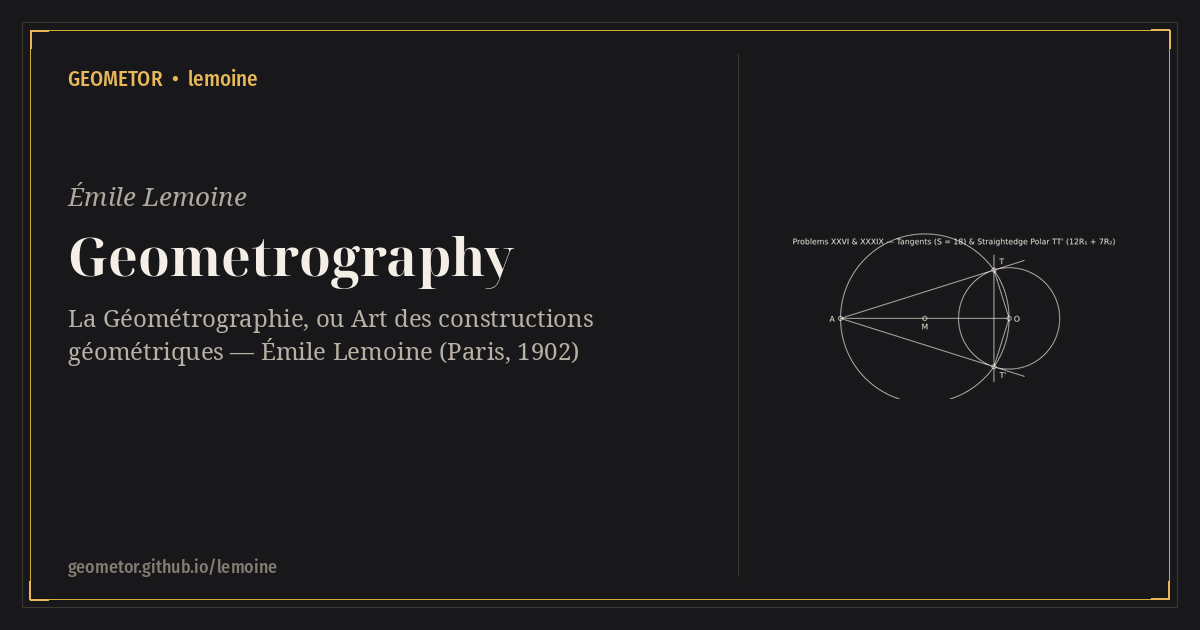 GEOMETOR • lemoine
Émile Lemoine
Geometrography
La Géométrographie, ou Art des constructions
géométriques — Émile Lemoine (Paris, 1902)
geometor.github.io/lemoine
Problems XXVI & XXXIX — Tangents (S = 18) & Straightedge Polar TT' (12R₁ + 7R₂)
T
A
M
O
T'